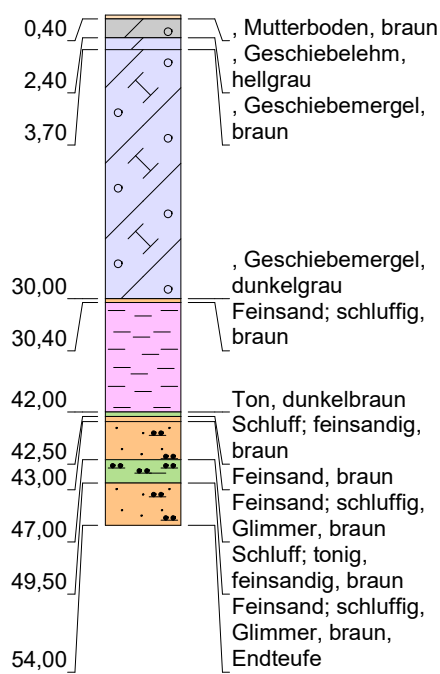 0,40
, Mutterboden, braun
2,40
, Geschiebelehm,
hellgrau
3,70
, Geschiebemergel,
braun
30,00
, Geschiebemergel,
dunkelgrau
30,40
Feinsand; schluffig,
braun
42,00
Ton, dunkelbraun
42,50
Schluff; feinsandig,
braun
43,00
Feinsand, braun
47,00
Feinsand; schluffig,
Glimmer, braun
49,50
Schluff; tonig,
feinsandig, braun
54,00
Feinsand; schluffig,
Glimmer, braun,
Endteufe